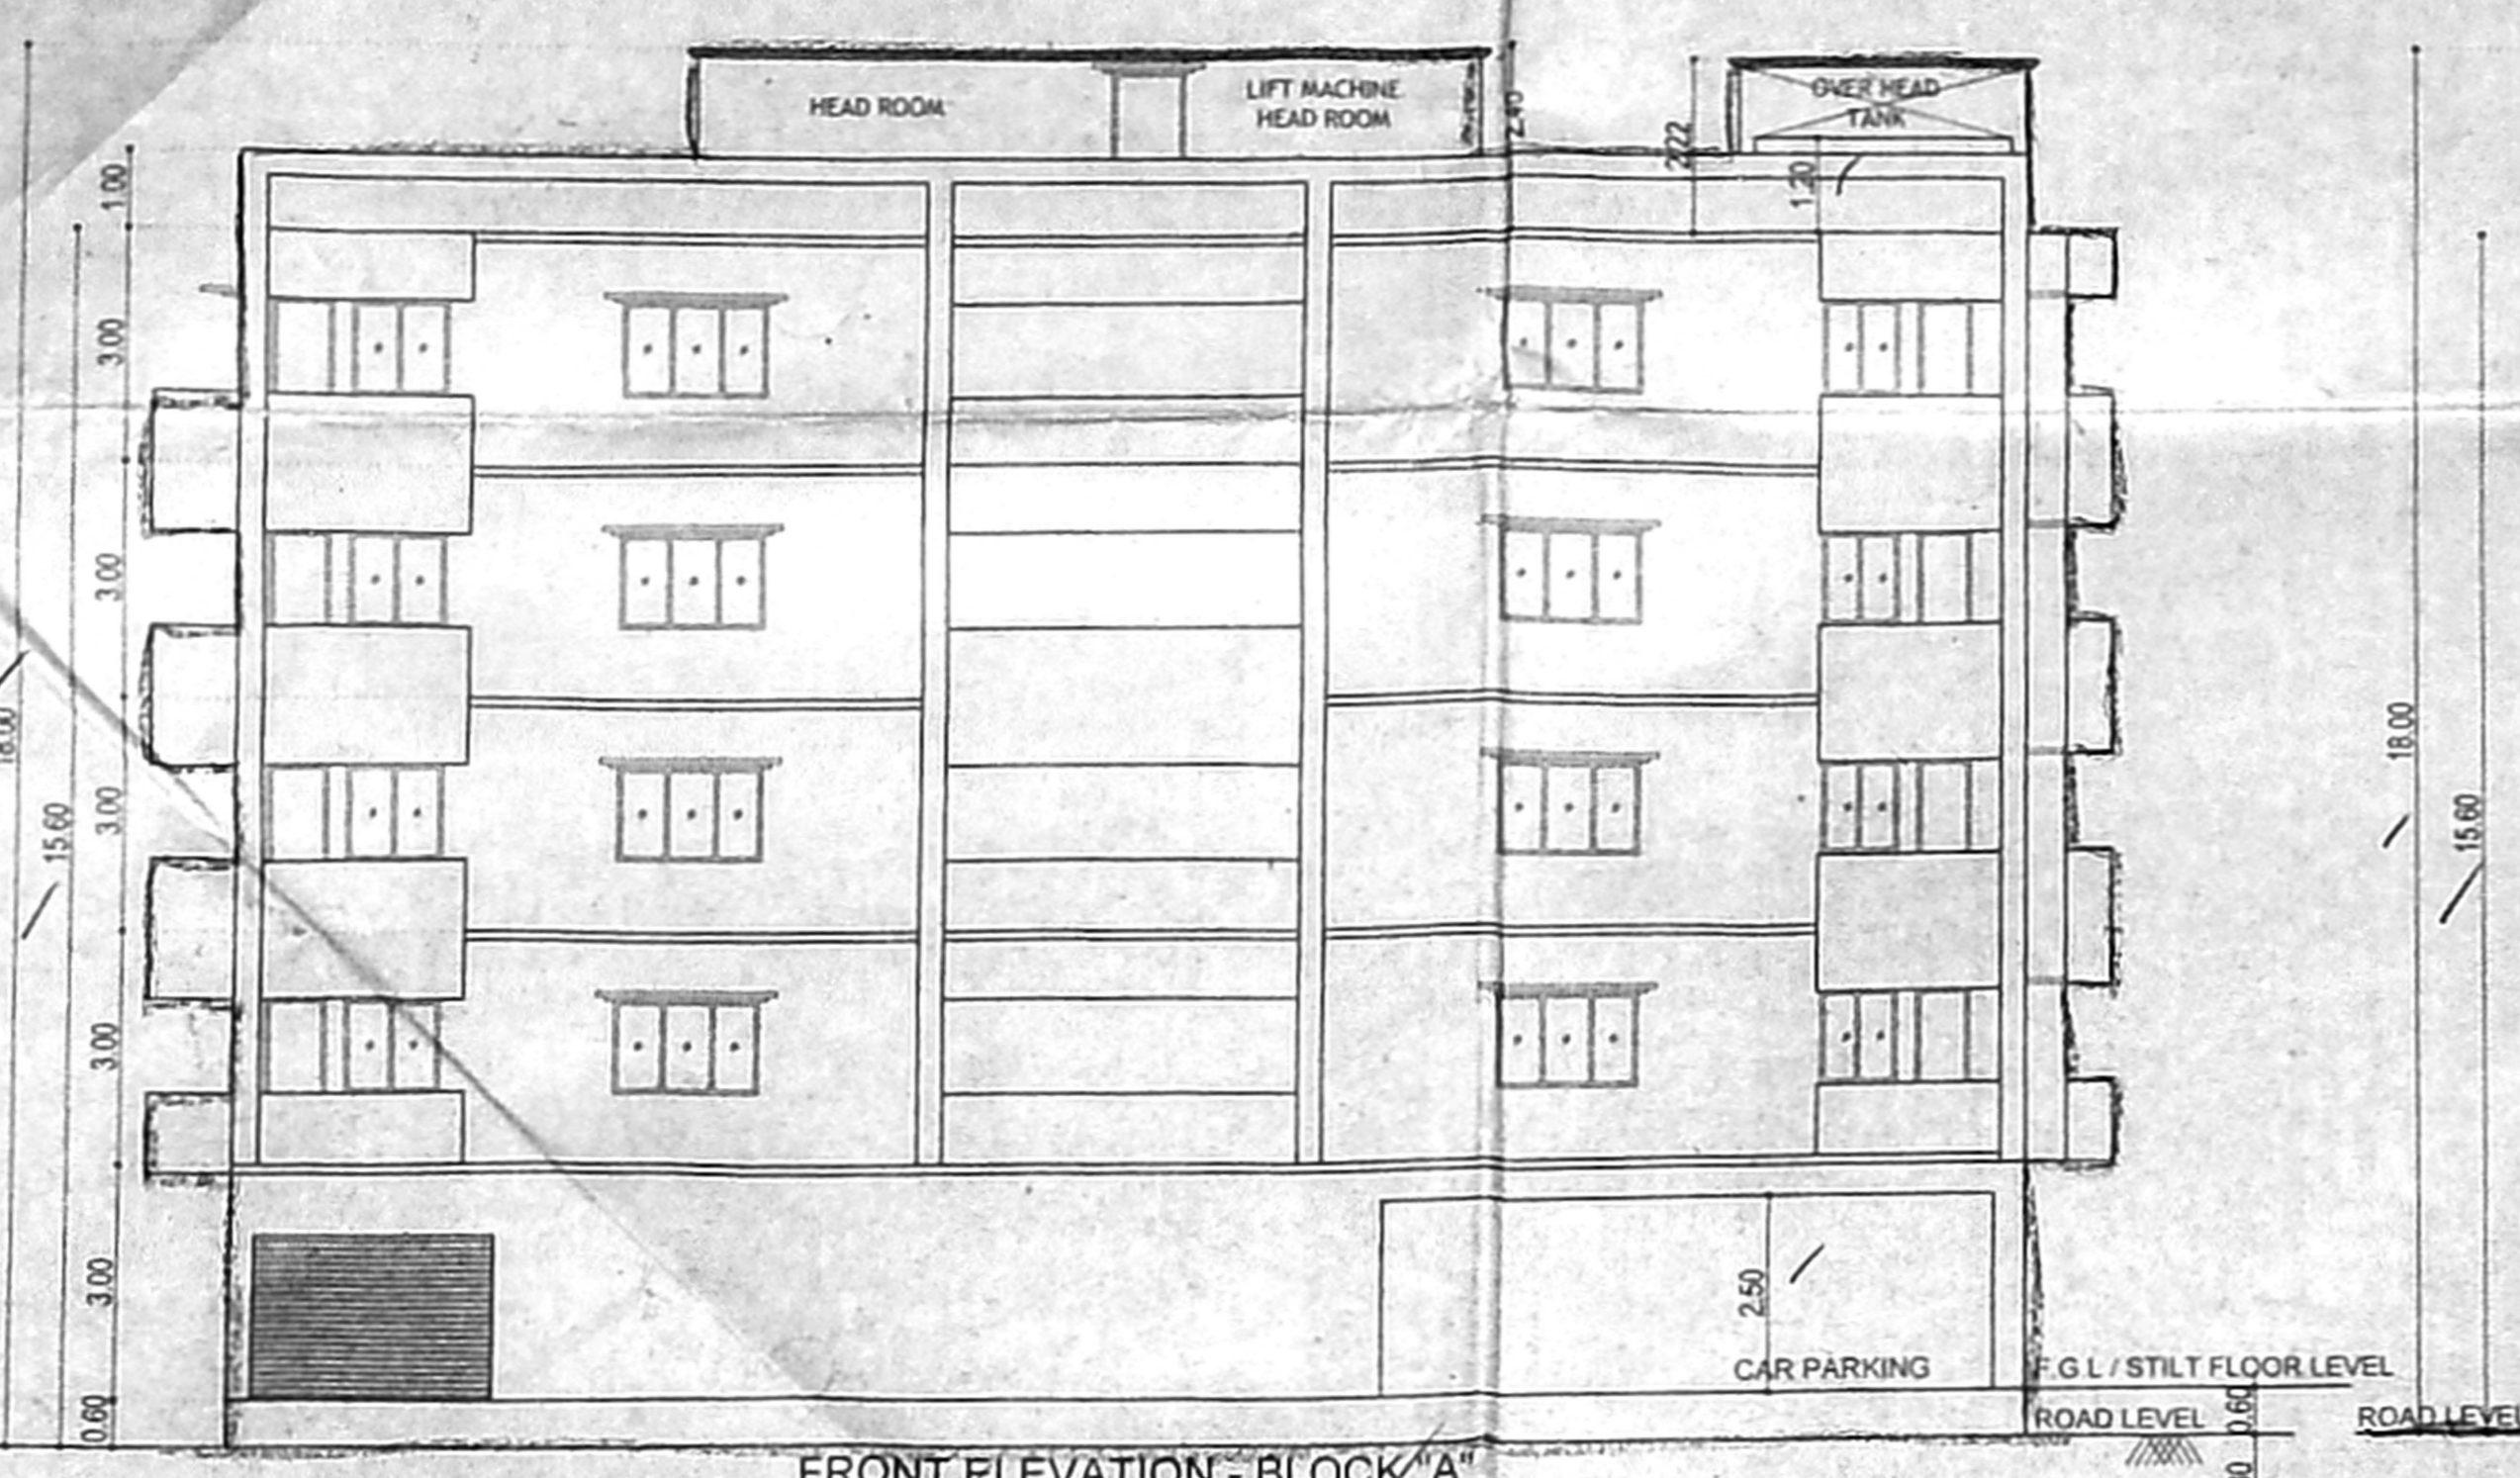 HEAD ROOM
LIFT MACHINE
HEAD ROOM
OVER HEAD
TANK
2.40
2.22
1.20
1.00
3.00
3.00
3.00
3.00
3.00
0.60
18.00
15.60
18.00
15.60
2.50
CAR PARKING
F.G.L / STILT FLOOR LEVEL
0.60
ROAD LEVEL
ROAD LEVEL
FRONT ELEVATION - BLOCK "A"